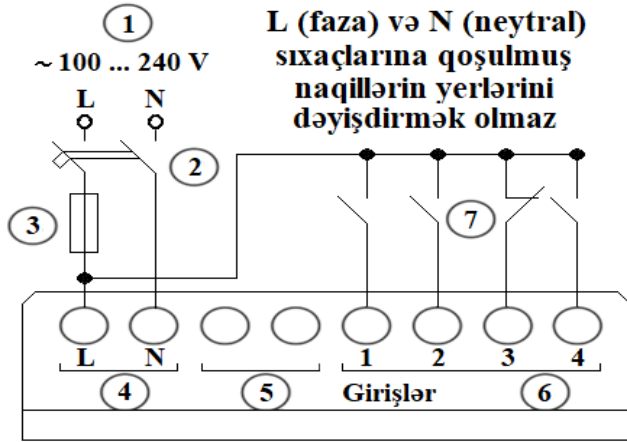 1
~ 100 ... 240 V
L N
L (faza) və N (neytral)
sıxaclarına qoşulmuş
naqillərin yerlərini
dəyişdirmək olmaz
2
3
7
L N 1 2 3 4
4 5 Girişlər 6